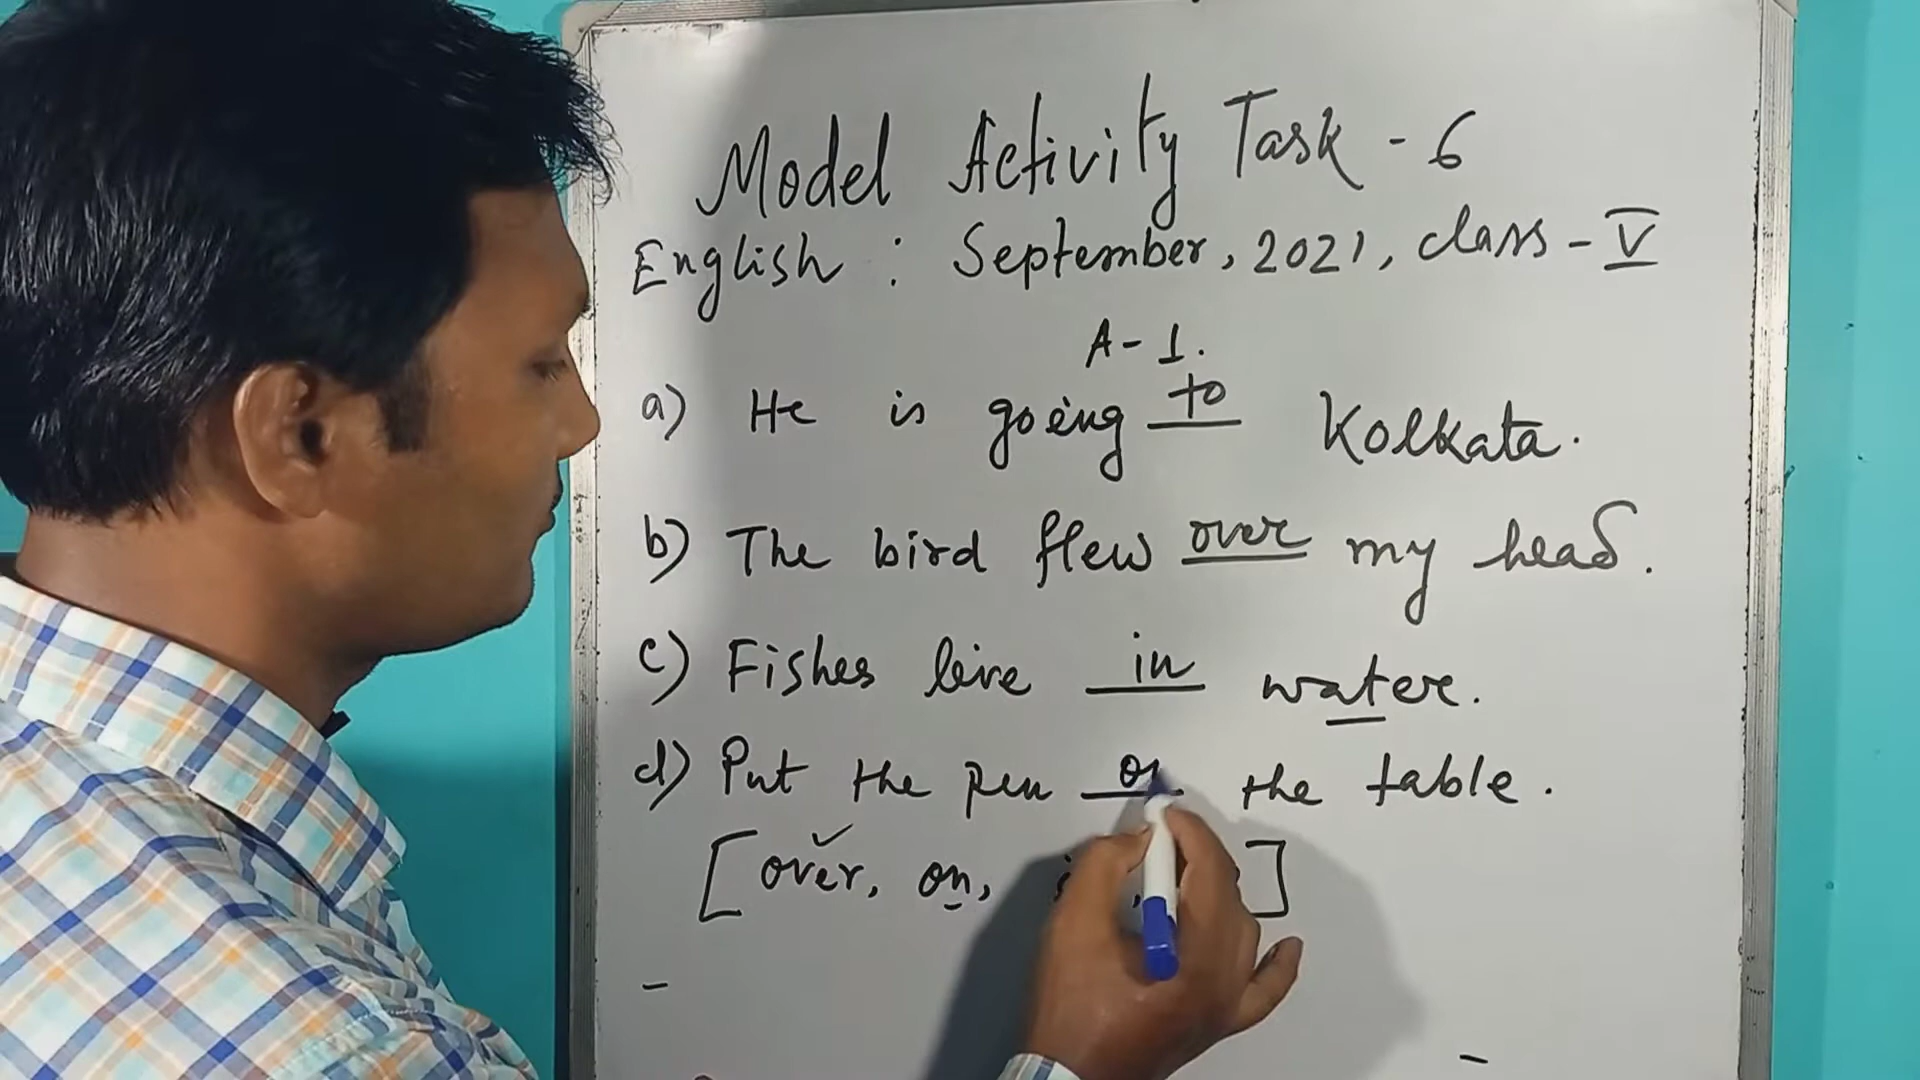 Model Activity Task - 6
English : September, 2021, class - V
A - 1.
a) He is going to Kolkata.
b) The bird flew over my head.
c) Fishes live in water.
d) Put the pen on the table.
[over, on, ]